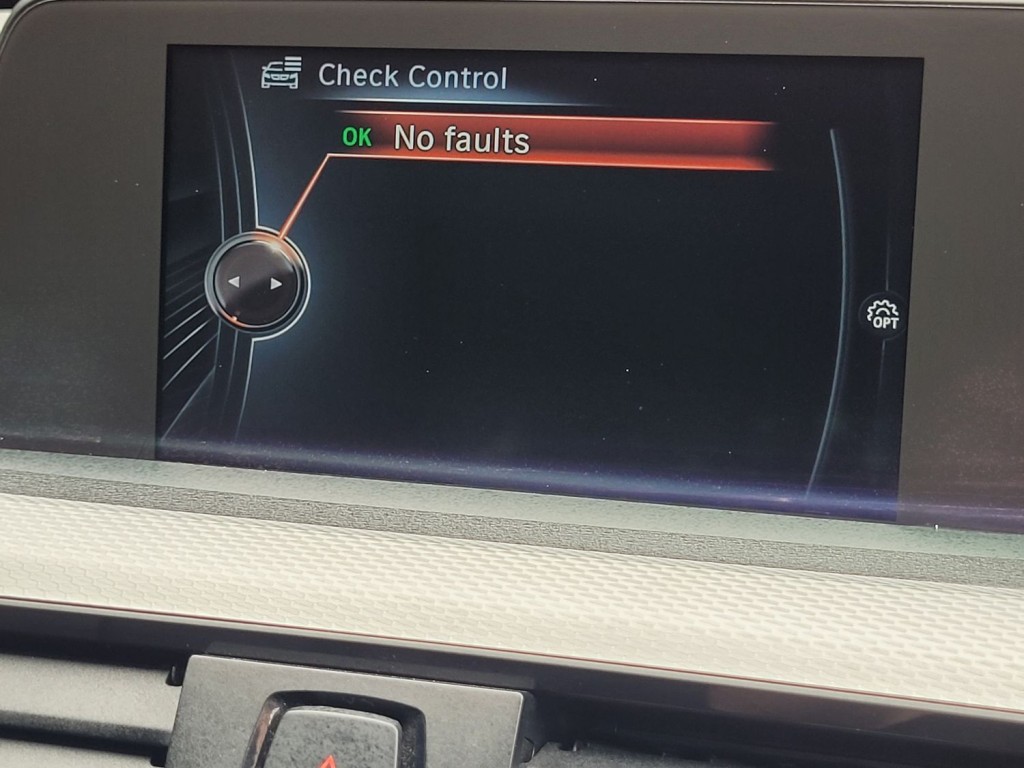 Check Control
OK No faults
OPT